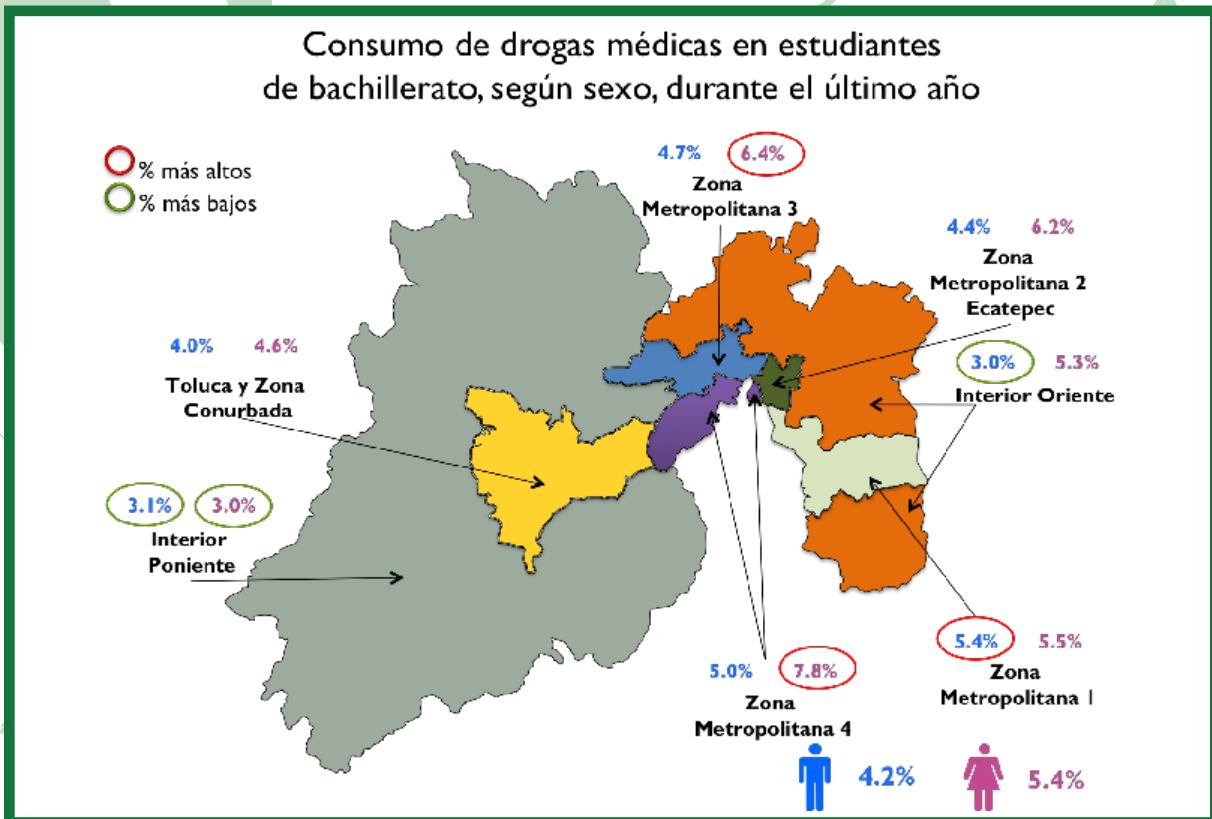 Consumo de drogas médicas en estudiantes
de bachillerato, según sexo, durante el último año
% más altos
% más bajos
4.7% 6.4%
Zona
Metropolitana 3
4.4% 6.2%
Zona
Metropolitana 2
Ecatepec
4.0% 4.6%
Toluca y Zona
Conurbada
3.0% 5.3%
Interior Oriente
3.1% 3.0%
Interior
Poniente
5.4% 5.5%
Zona
Metropolitana 1
5.0% 7.8%
Zona
Metropolitana 4
4.2% 5.4%